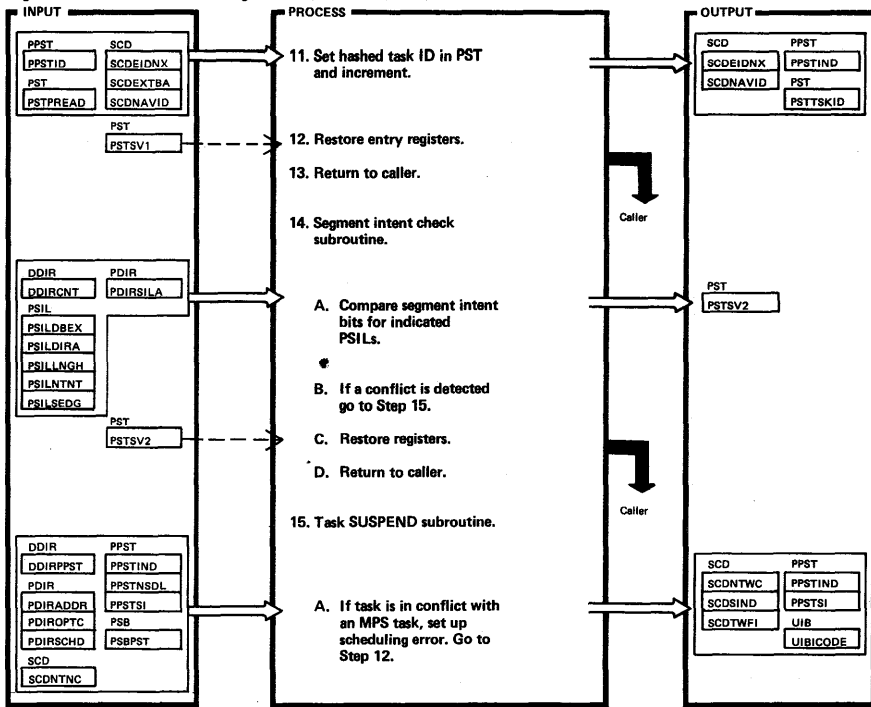 INPUT
PROCESS
OUTPUT
PPST SCD
PPSTID SCDEIDNX
PST SCDEXTBA
PSTPREAD SCDNAVID
11. Set hashed task ID in PST
and increment.
SCD PPST
SCDEIDNX PPSTIND
SCDNAVID PST
PSTTSKID
PST
PSTSV1
12. Restore entry registers.
13. Return to caller.
Caller
14. Segment intent check
subroutine.
DDIR PDIR
DDIRCNT PDIRSILA
PSIL
PSILDBEX
PSILDIRA
PSILLNGH
PSILNTNT
PSILSEDG
A. Compare segment intent
bits for indicated
PSILs.
PST
PSTSV2
B. If a conflict is detected
go to Step 15.
PST
PSTSV2
C. Restore registers.
D. Return to caller.
Caller
15. Task SUSPEND subroutine.
DDIR PPST
DDIRPPST PPSTIND
PDIR PPSTNSDL
PDIRADDR PPSTSI
PDIROPTC PSB
PDIRSCHD PSBPST
SCD
SCDNTNC
A. If task is in conflict with
an MPS task, set up
scheduling error. Go to
Step 12.
SCD PPST
SCDNTWC PPSTIND
SCDSIND PPSTSI
SCDTWFI UIB
UIBICODE